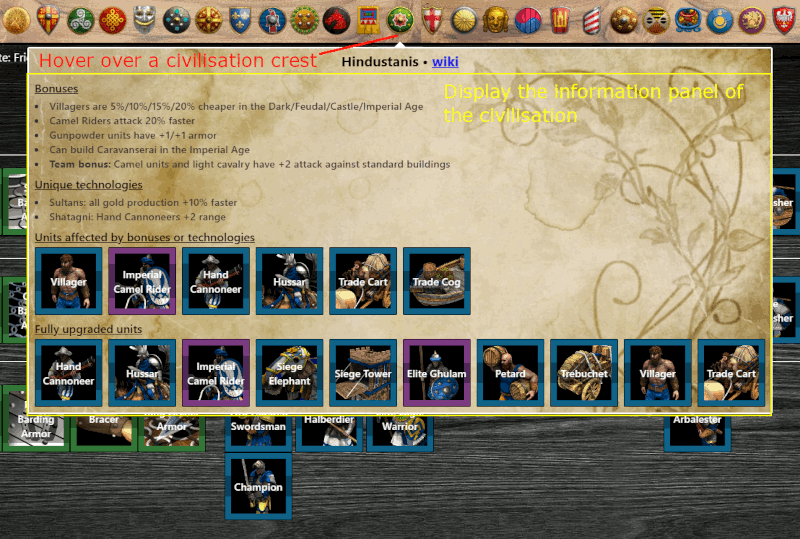 te: Frie
Hover over a civilisation crest
Hindustanis • wiki
Display the information panel of
the civilisation
Bonuses
• Villagers are 5%/10%/15%/20% cheaper in the Dark/Feudal/Castle/Imperial Age
• Camel Riders attack 20% faster
• Gunpowder units have +1/+1 armor
• Can build Caravanserai in the Imperial Age
• Team bonus: Camel units and light cavalry have +2 attack against standard buildings
Unique technologies
• Sultans: all gold production +10% faster
• Shatagni: Hand Cannoneers +2 range
Units affected by bonuses or technologies
Villager
Imperial
Camel Rider
Hand
Cannoneer
Hussar
Trade Cart
Trade Cog
Fully upgraded units
Hand
Cannoneer
Hussar
Imperial
Camel Rider
Siege
Elephant
Siege Tower
Elite Ghulam
Petard
Trebuchet
Villager
Trade Cart
Barding
Armor
Bracer
Armor
Swordsman
Halberdier
Warrior
Arbalester
Champion